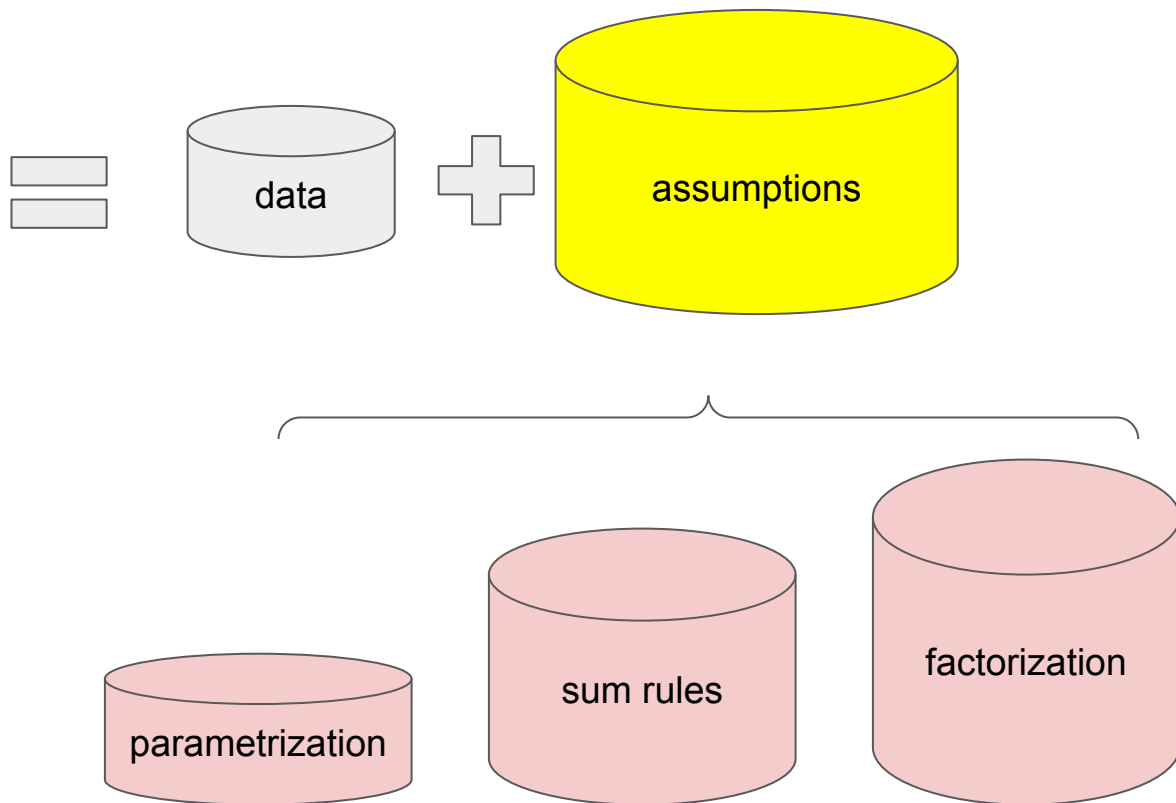 data
assumptions
factorization
sum rules
parametrization